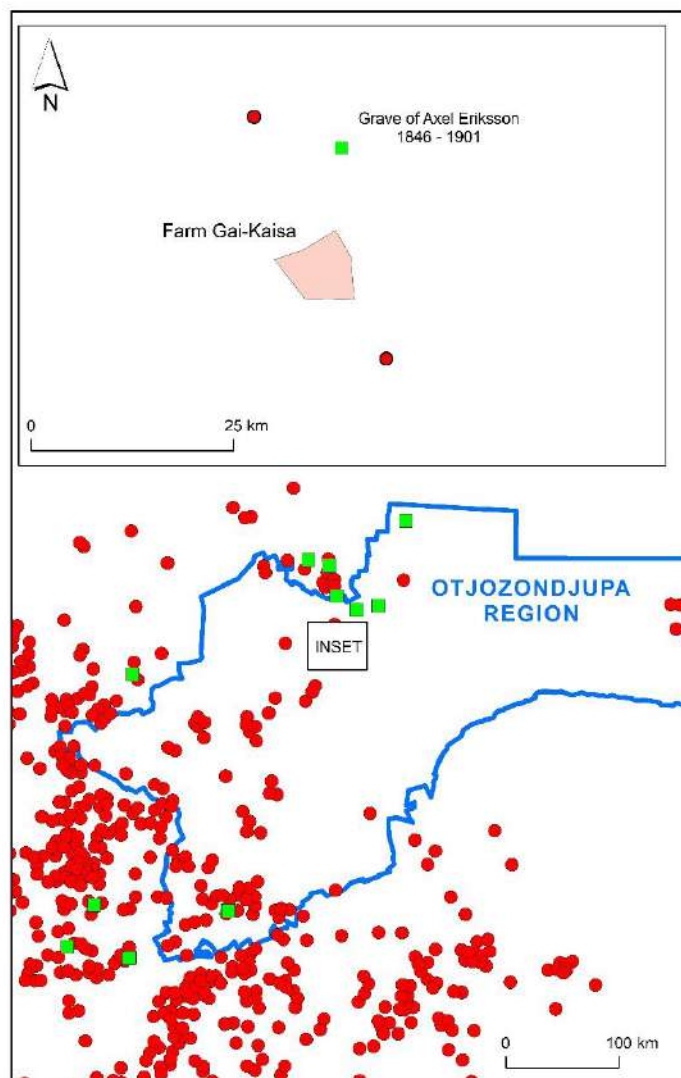 N
Grave of Axel Eriksson
1846 - 1901
Farm Gai-Kaisa
0 25 km
OTJOZONDJUPA
REGION
INSET
0 100 km